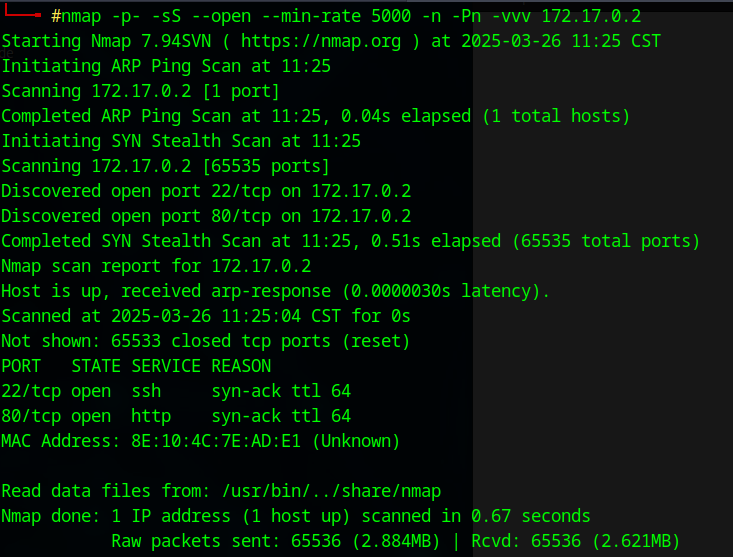 #nmap -p- -sS --open --min-rate 5000 -n -Pn -vvv 172.17.0.2
Starting Nmap 7.94SVN ( https://nmap.org ) at 2025-03-26 11:25 CST
Initiating ARP Ping Scan at 11:25
Scanning 172.17.0.2 [1 port]
Completed ARP Ping Scan at 11:25, 0.04s elapsed (1 total hosts)
Initiating SYN Stealth Scan at 11:25
Scanning 172.17.0.2 [65535 ports]
Discovered open port 22/tcp on 172.17.0.2
Discovered open port 80/tcp on 172.17.0.2
Completed SYN Stealth Scan at 11:25, 0.51s elapsed (65535 total ports)
Nmap scan report for 172.17.0.2
Host is up, received arp-response (0.0000030s latency).
Scanned at 2025-03-26 11:25:04 CST for 0s
Not shown: 65533 closed tcp ports (reset)
PORT   STATE SERVICE REASON
22/tcp open  ssh     syn-ack ttl 64
80/tcp open  http    syn-ack ttl 64
MAC Address: 8E:10:4C:7E:AD:E1 (Unknown)
Read data files from: /usr/bin/../share/nmap
Nmap done: 1 IP address (1 host up) scanned in 0.67 seconds
           Raw packets sent: 65536 (2.884MB) | Rcvd: 65536 (2.621MB)